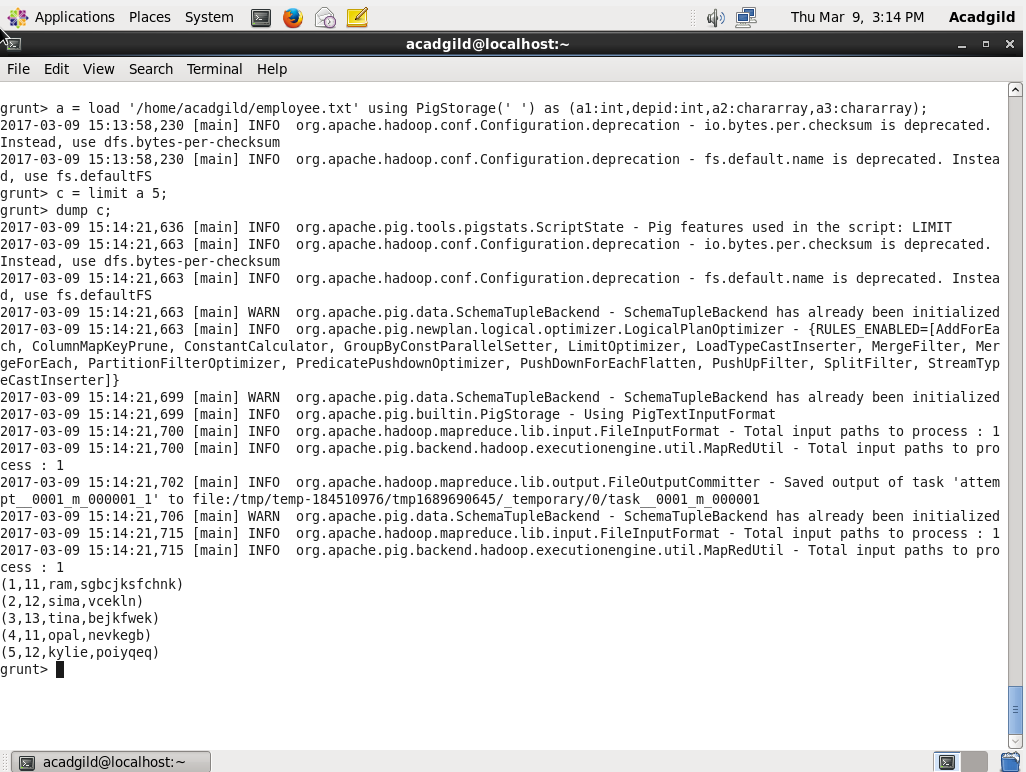 Applications Places System Thu Mar 9, 3:14 PM Acadgild
acadgild@localhost:~
File Edit View Search Terminal Help
grunt> a = load '/home/acadgild/employee.txt' using PigStorage(' ') as (a1:int,depid:int,a2:chararray,a3:chararray);
2017-03-09 15:13:58,230 [main] INFO  org.apache.hadoop.conf.Configuration.deprecation - io.bytes.per.checksum is deprecated.
Instead, use dfs.bytes-per-checksum
2017-03-09 15:13:58,230 [main] INFO  org.apache.hadoop.conf.Configuration.deprecation - fs.default.name is deprecated. Instea
d, use fs.defaultFS
grunt> c = limit a 5;
grunt> dump c;
2017-03-09 15:14:21,636 [main] INFO  org.apache.pig.tools.pigstats.ScriptState - Pig features used in the script: LIMIT
2017-03-09 15:14:21,663 [main] INFO  org.apache.hadoop.conf.Configuration.deprecation - io.bytes.per.checksum is deprecated.
Instead, use dfs.bytes-per-checksum
2017-03-09 15:14:21,663 [main] INFO  org.apache.hadoop.conf.Configuration.deprecation - fs.default.name is deprecated. Instea
d, use fs.defaultFS
2017-03-09 15:14:21,663 [main] WARN  org.apache.pig.data.SchemaTupleBackend - SchemaTupleBackend has already been initialized
2017-03-09 15:14:21,663 [main] INFO  org.apache.pig.newplan.logical.optimizer.LogicalPlanOptimizer - {RULES_ENABLED=[AddForEa
ch, ColumnMapKeyPrune, ConstantCalculator, GroupByConstParallelSetter, LimitOptimizer, LoadTypeCastInserter, MergeFilter, Mer
geForEach, PartitionFilterOptimizer, PredicatePushdownOptimizer, PushDownForEachFlatten, PushUpFilter, SplitFilter, StreamTyp
eCastInserter]}
2017-03-09 15:14:21,699 [main] WARN  org.apache.pig.data.SchemaTupleBackend - SchemaTupleBackend has already been initialized
2017-03-09 15:14:21,699 [main] INFO  org.apache.pig.builtin.PigStorage - Using PigTextInputFormat
2017-03-09 15:14:21,700 [main] INFO  org.apache.hadoop.mapreduce.lib.input.FileInputFormat - Total input paths to process : 1
2017-03-09 15:14:21,700 [main] INFO  org.apache.pig.backend.hadoop.executionengine.util.MapRedUtil - Total input paths to pro
cess : 1
2017-03-09 15:14:21,702 [main] INFO  org.apache.hadoop.mapreduce.lib.output.FileOutputCommitter - Saved output of task 'attem
pt__0001_m_000001_1' to file:/tmp/temp-184510976/tmp1689690645/_temporary/0/task__0001_m_000001
2017-03-09 15:14:21,706 [main] WARN  org.apache.pig.data.SchemaTupleBackend - SchemaTupleBackend has already been initialized
2017-03-09 15:14:21,715 [main] INFO  org.apache.hadoop.mapreduce.lib.input.FileInputFormat - Total input paths to process : 1
2017-03-09 15:14:21,715 [main] INFO  org.apache.pig.backend.hadoop.executionengine.util.MapRedUtil - Total input paths to pro
cess : 1
(1,11,ram,sgbcjksfchnk)
(2,12,sima,vcekln)
(3,13,tina,bejkfwek)
(4,11,opal,nevkegb)
(5,12,kylie,poiyqeq)
grunt>
acadgild@localhost:~